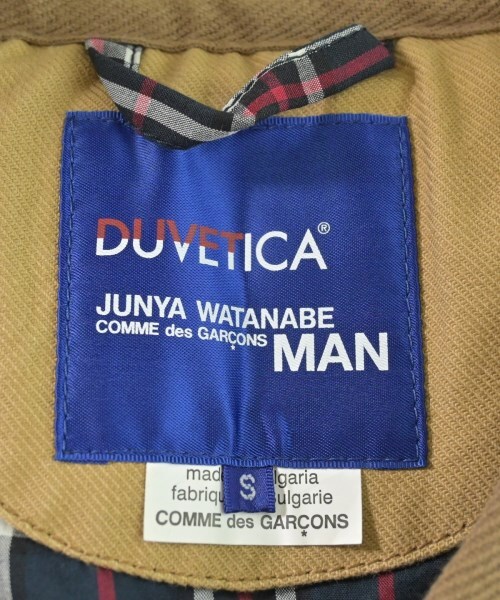 DUVETICA®
JUNYA WATANABE
COMME des GARÇONS
MAN
S
COMME des GARÇONS